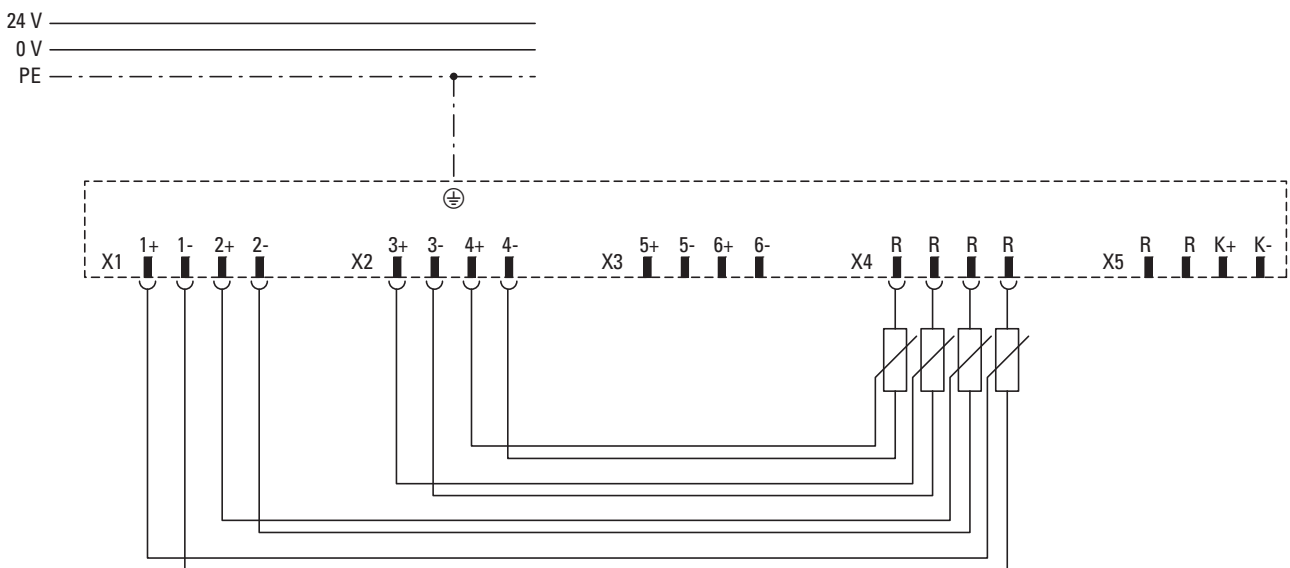 24 V
0 V
PE
1+ 1- 2+ 2- 3+ 3- 4+ 4- 5+ 5- 6+ 6- R R R R R R K+ K-
X1 X2 X3 X4 X5